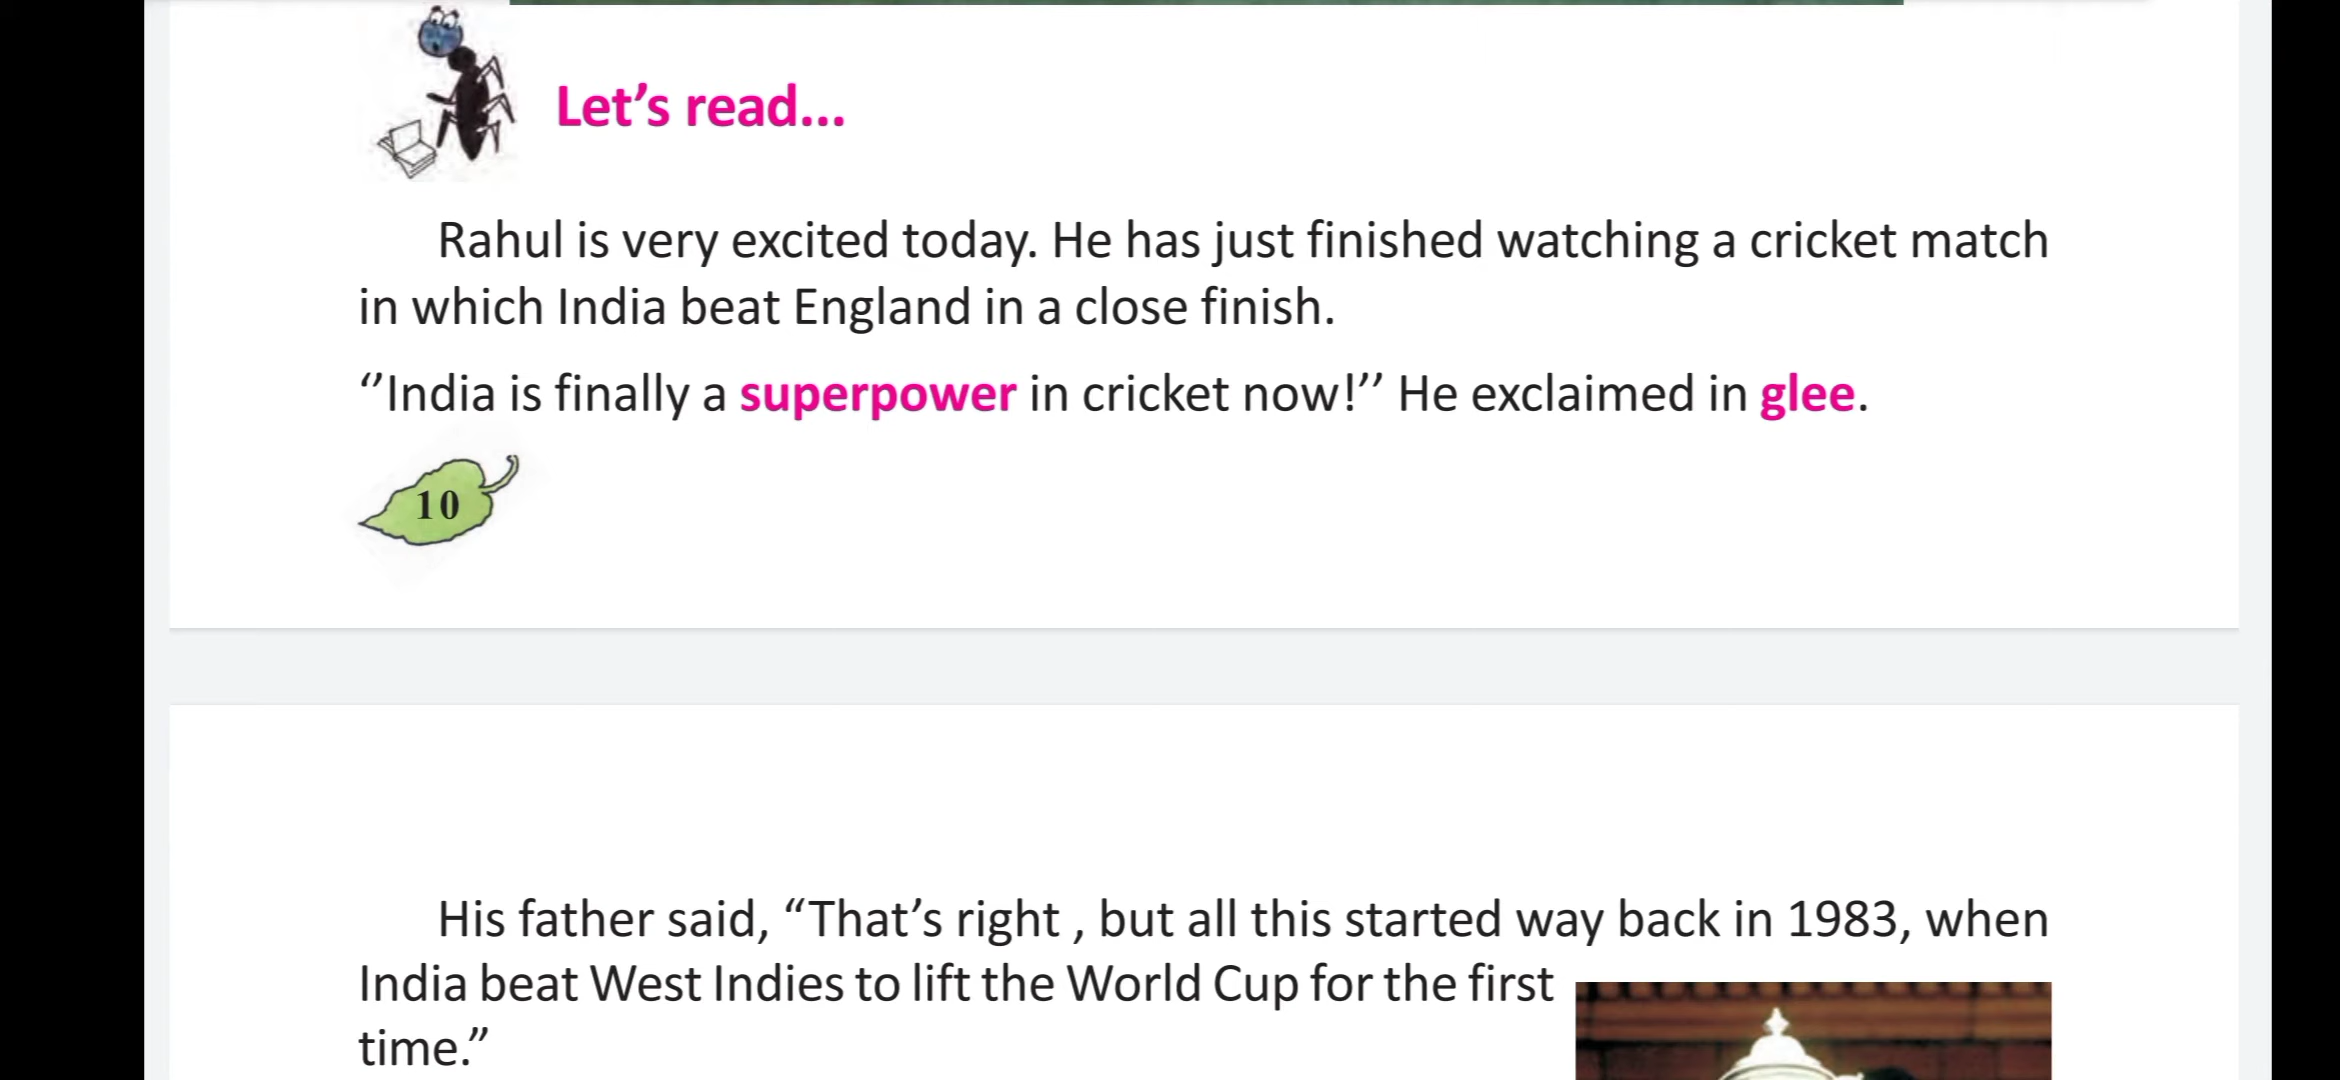 Let’s read...
Rahul is very excited today. He has just finished watching a cricket match
in which India beat England in a close finish.
‘’India is finally a superpower in cricket now!’’ He exclaimed in glee.
10
His father said, “That’s right , but all this started way back in 1983, when
India beat West Indies to lift the World Cup for the first
time.”